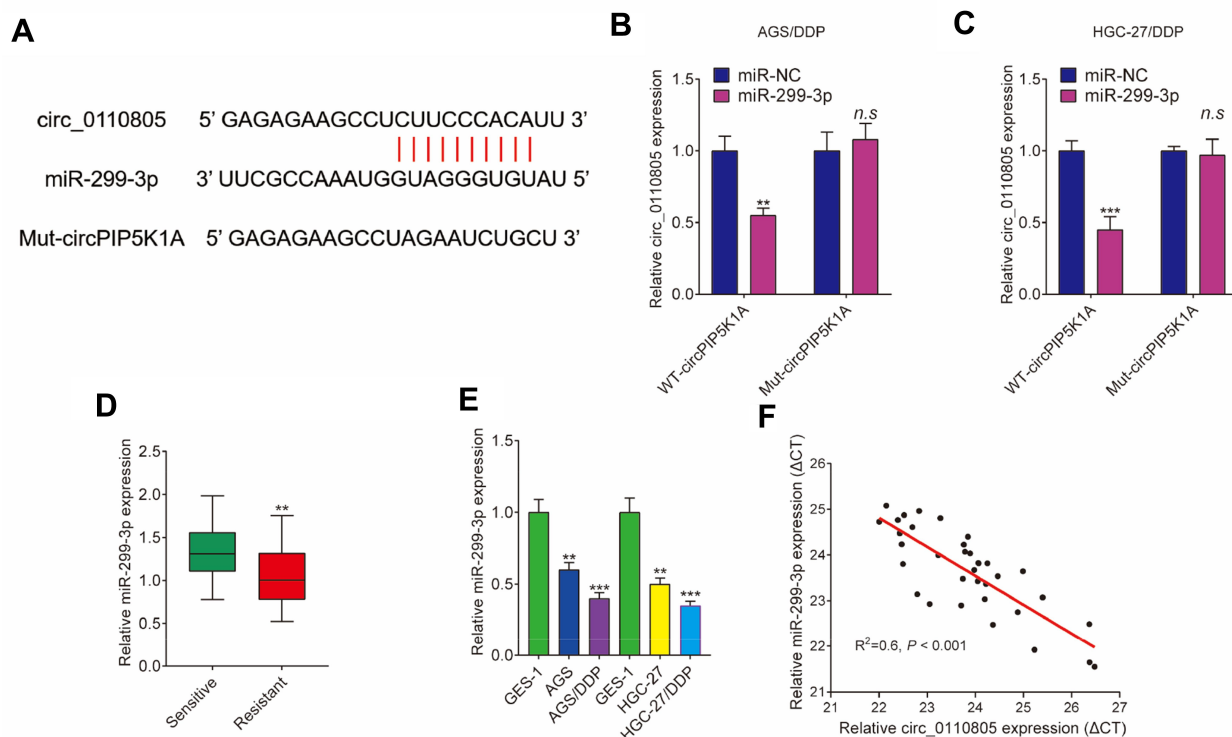 A
circ_0110805 5’ GAGAGAAGCCUCUUCCCACAUU 3’
miR-299-3p 3’ UUCGCCAAAUGGUAGGGUGUAU 5’
Mut-circPIP5K1A 5’ GAGAGAAGCCUAGAAUCUGCU 3’
B
AGS/DDP
Relative circ_0110805 expression
1.5
1.0
0.5
0.0
miR-NC
miR-299-3p
**
n.s
WT-circPIP5K1A
Mut-circPIP5K1A
C
HGC-27/DDP
Relative circ_0110805 expression
1.5
1.0
0.5
0.0
miR-NC
miR-299-3p
***
n.s
WT-circPIP5K1A
Mut-circPIP5K1A
D
Relative miR-299-3p expression
2.5
2.0
1.5
1.0
0.5
0.0
**
Sensitive
Resistant
E
Relative miR-299-3p expression
1.5
1.0
0.5
0.0
**
***
**
***
GES-1
AGS
AGS/DDP
GES-1
HGC-27
HGC-27/DDP
F
Relative miR-299-3p expression (ΔCT)
26
25
24
23
22
21
R²=0.6, P < 0.001
21 22 23 24 25 26 27
Relative circ_0110805 expression (ΔCT)